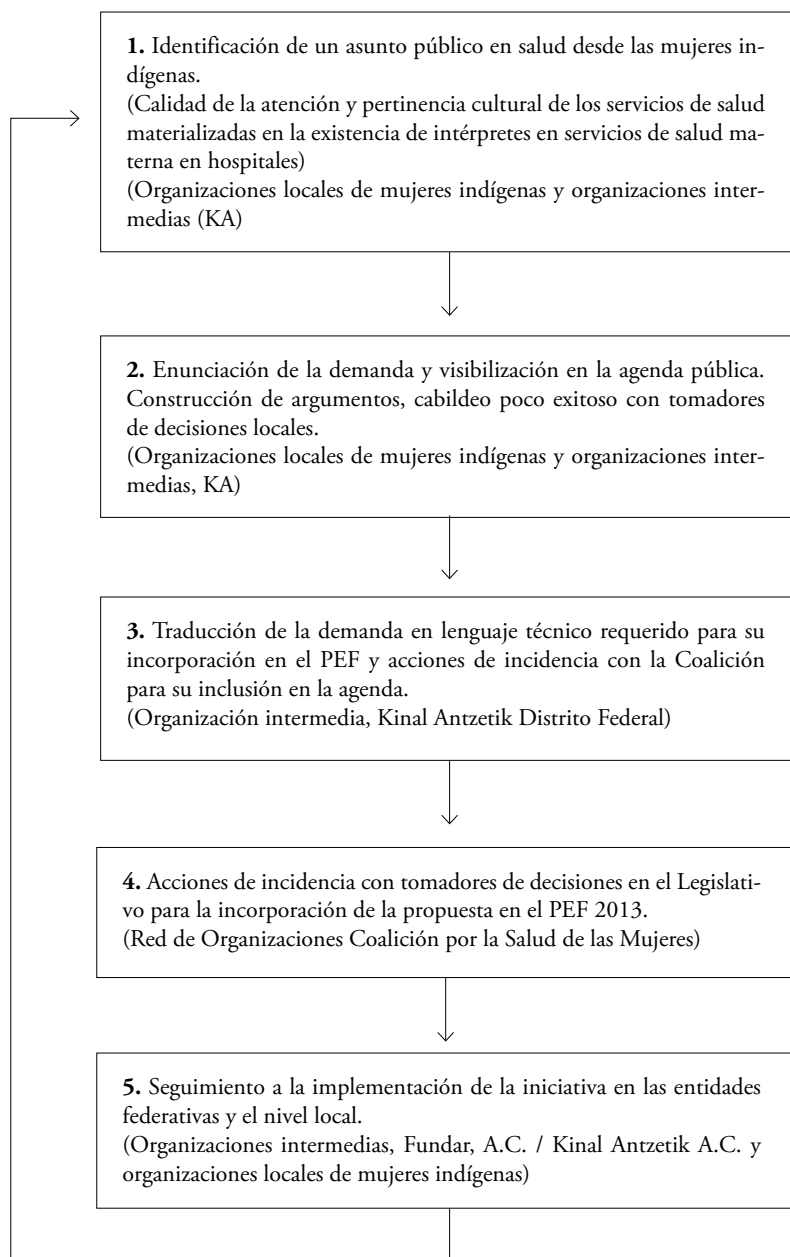 1. Identificación de un asunto público en salud desde las mujeres in-
dígenas.
(Calidad de la atención y pertinencia cultural de los servicios de salud
materializadas en la existencia de intérpretes en servicios de salud ma-
terna en hospitales)
(Organizaciones locales de mujeres indígenas y organizaciones inter-
medias (KA)
2. Enunciación de la demanda y visibilización en la agenda pública.
Construcción de argumentos, cabildeo poco exitoso con tomadores
de decisiones locales.
(Organizaciones locales de mujeres indígenas y organizaciones inter-
medias, KA)
3. Traducción de la demanda en lenguaje técnico requerido para su
incorporación en el PEF y acciones de incidencia con la Coalición
para su inclusión en la agenda.
(Organización intermedia, Kinal Antzetik Distrito Federal)
4. Acciones de incidencia con tomadores de decisiones en el Legislati-
vo para la incorporación de la propuesta en el PEF 2013.
(Red de Organizaciones Coalición por la Salud de las Mujeres)
5. Seguimiento a la implementación de la iniciativa en las entidades
federativas y el nivel local.
(Organizaciones intermedias, Fundar, A.C. / Kinal Antzetik A.C. y
organizaciones locales de mujeres indígenas)